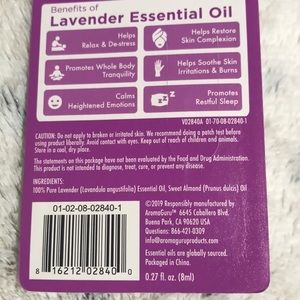 Benefits of
Lavender Essential Oil
Helps
Relax & De-stress
Helps Restore
Skin Complexion
Promotes Whole Body
Tranquility
Helps Soothe Skin
Irritations & Burns
Calms
Heightened Emotions
Promotes
Restful Sleep
V02840A 01-70-08-02840-1
CAUTION: Do not apply to broken or irritated skin. We recommend doing a patch test before
using product liberally. Avoid contact with eyes. Keep out of reach of children and animals.
Store in a cool, dry place.
The statements on this package have not been evaluated by the Food and Drug Administration.
This product is not intended to diagnose, treat, cure, or prevent any disease.
INGREDIENTS:
100% Pure Lavender (Lavandula angustifolia) Essential Oil, Sweet Almond (Prunus dulcis) Oil
01-02-08-02840-1
8 16212 02840 0
©2019 Responsibly manufactured by
AromaGuru™ 6645 Caballero Blvd.
Buena Park, CA 90620 USA
Questions: 866-421-0309
info@aromaguruproducts.com
Essential oils are globally sourced.
Packaged in China.
0.27 fl. oz. (8ml)